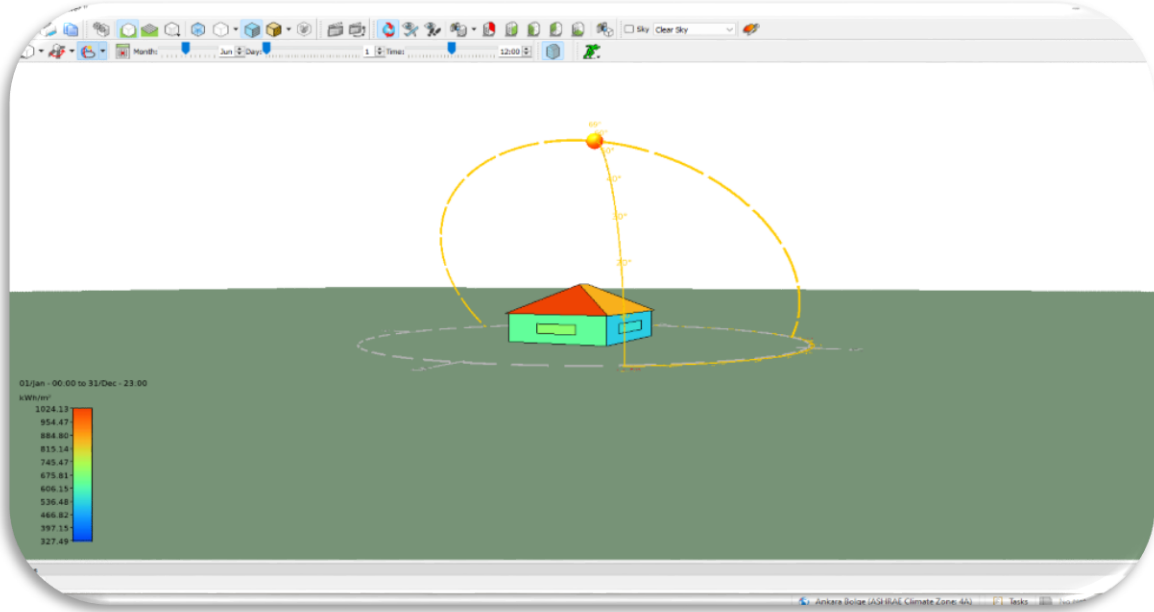 Sky Clear Sky
Month: Jun Day: 1 Time: 12:00
20°
01/Jan - 00:00 to 31/Dec - 23:00
kWh/m²
1024.13
954.47
884.80
815.14
745.47
675.81
606.15
536.48
466.82
397.15
327.49
Ankara Bolge (ASHRAE Climate Zone: 4A) Tasks No